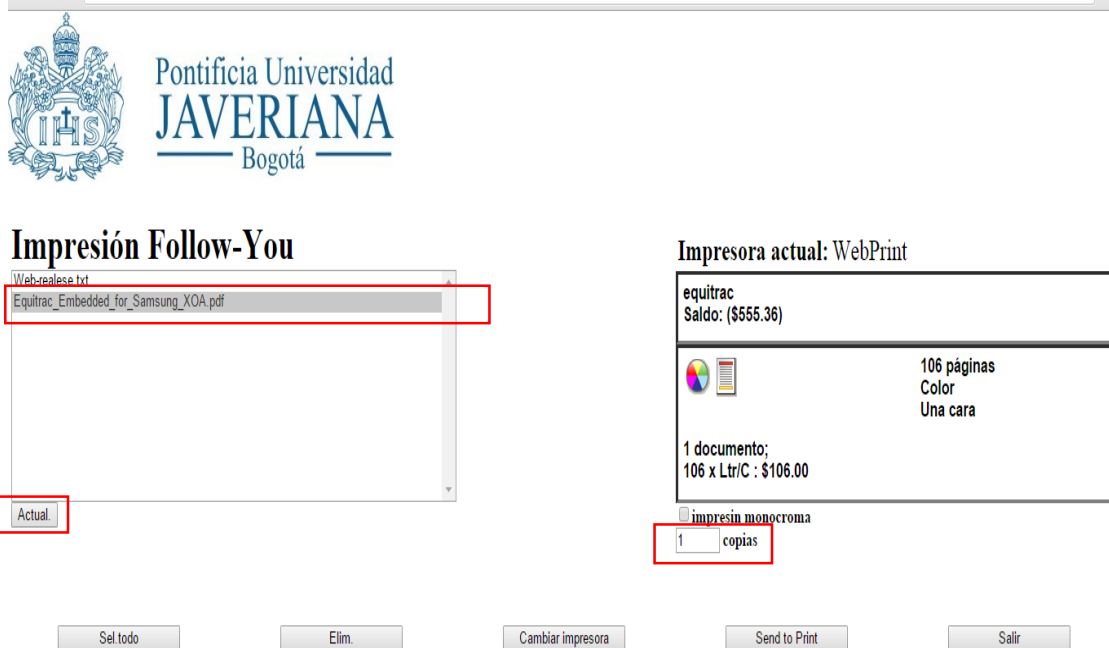 IHS
Pontificia Universidad
JAVERIANA
Bogotá
Impresión Follow-You
Web-realese.txt
Equitrac_Embedded_for_Samsung_XOA.pdf
Actual.
Impresora actual: WebPrint
equitrac
Saldo: ($555.36)
106 páginas
Color
Una cara
1 documento;
106 x Ltr/C : $106.00
impresin monocroma
1 copias
Sel.todo Elim. Cambiar impresora Send to Print Salir